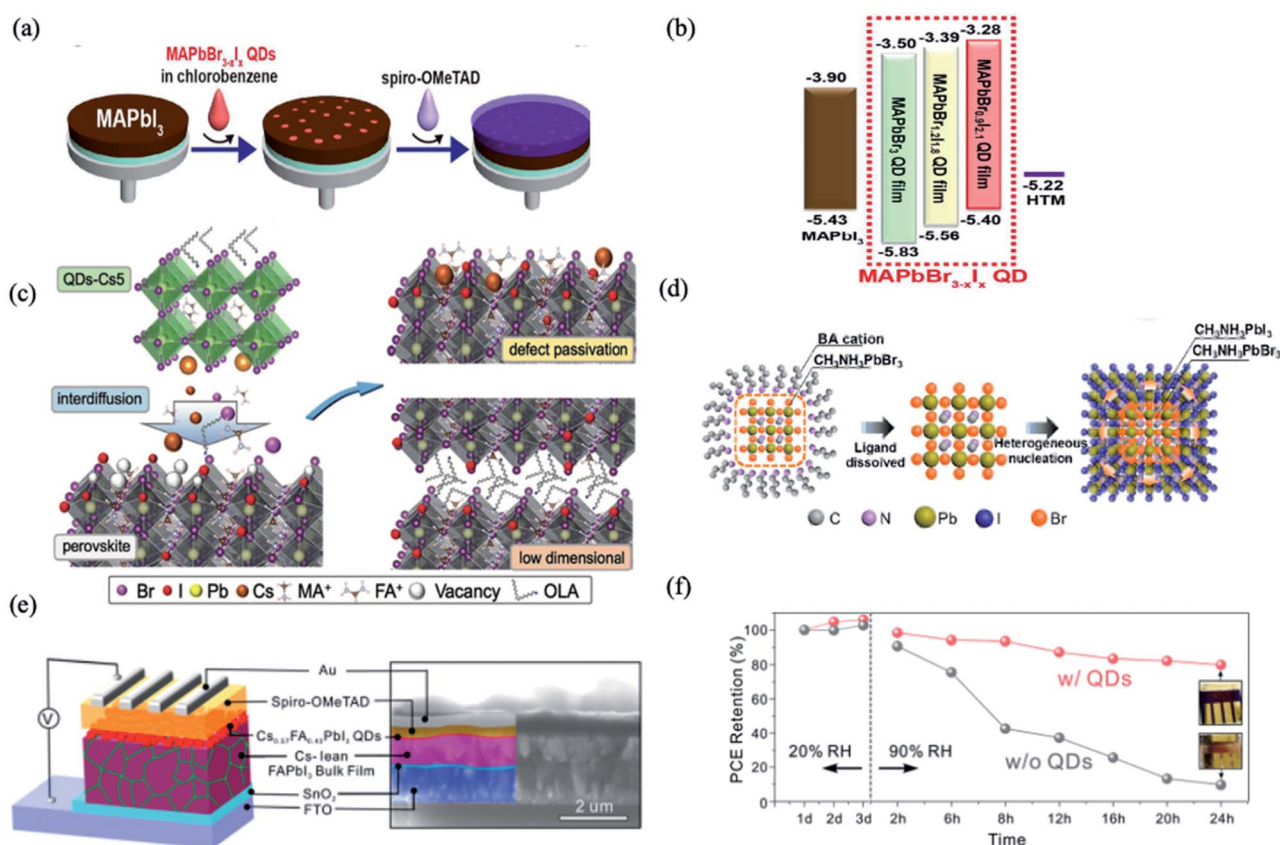 (a)
MAPbBr₃₋ₓIₓ QDs
in chlorobenzene
spiro-OMeTAD
MAPbI₃
(b)
-3.90
-5.43
MAPbI₃
-3.50
MAPbBr₃ QD film
-5.83
-3.39
MAPbBr₁.₂I₁.₈ QD film
-5.56
-3.28
MAPbBr₀.₉I₂.₁ QD film
-5.40
-5.22
HTM
MAPbBr₃₋ₓIₓ QD
(c)
QDs-Cs5
interdiffusion
perovskite
defect passivation
low dimensional
Br I Pb Cs MA⁺ FA⁺ Vacancy OLA
(d)
BA cation
CH₃NH₃PbBr₃
Ligand
dissolved
Heterogeneous
nucleation
CH₃NH₃PbI₃
CH₃NH₃PbBr₃
C N Pb I Br
(e)
V
Au
Spiro-OMeTAD
Cs₀.₅₇FA₀.₄₃PbI₃ QDs
Cs- lean
FAPbI₃ Bulk Film
SnO₂
FTO
2 um
(f)
PCE Retention (%)
100
80
60
40
20
0
w/ QDs
w/o QDs
20% RH
90% RH
1d 2d 3d 2h 6h 8h 12h 16h 20h 24h
Time